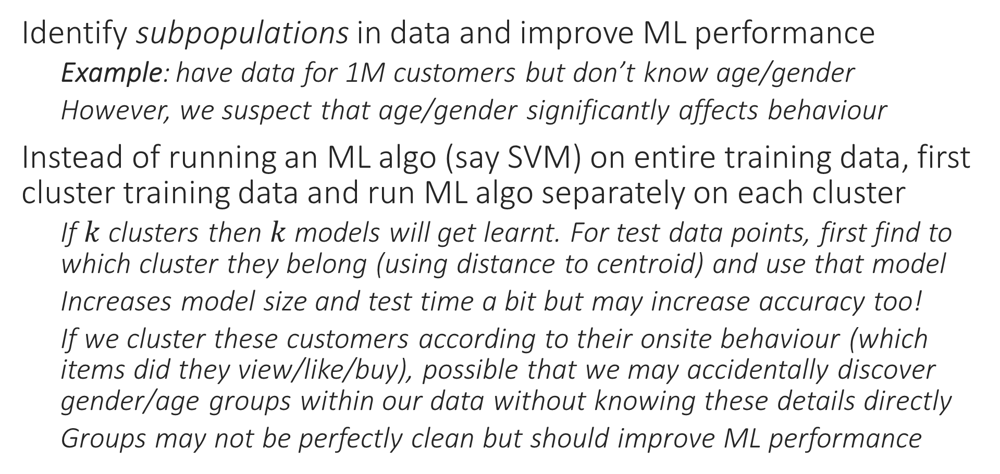 Identify subpopulations in data and improve ML performance
Example: have data for 1M customers but don’t know age/gender
However, we suspect that age/gender significantly affects behaviour
Instead of running an ML algo (say SVM) on entire training data, first
cluster training data and run ML algo separately on each cluster
If k clusters then k models will get learnt. For test data points, first find to
which cluster they belong (using distance to centroid) and use that model
Increases model size and test time a bit but may increase accuracy too!
If we cluster these customers according to their onsite behaviour (which
items did they view/like/buy), possible that we may accidentally discover
gender/age groups within our data without knowing these details directly
Groups may not be perfectly clean but should improve ML performance